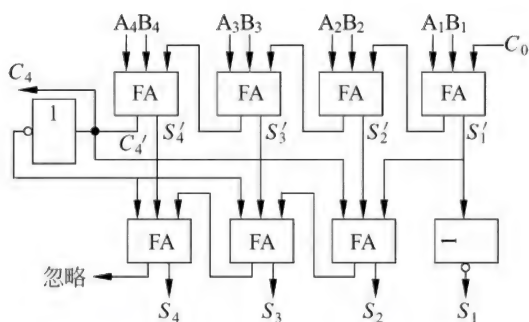 A₄B₄ A₃B₃ A₂B₂ A₁B₁
C₄ C₀
FA FA FA FA
1
C₄′ S₄′ S₃′ S₂′ S₁′
FA FA FA 1
忽略
S₄ S₃ S₂ S₁